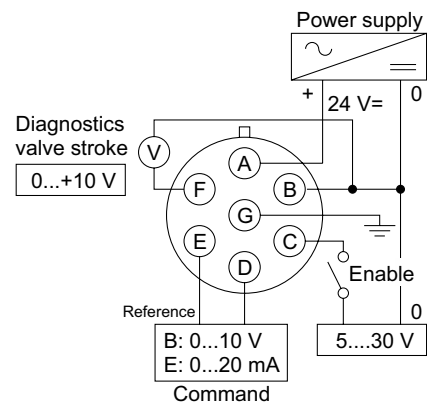 Power supply
+
24 V=
0
Diagnostics
valve stroke
0...+10 V
V
A
F
B
G
E
C
D
Enable
Reference
0
B: 0...10 V
E: 0...20 mA
5....30 V
Command